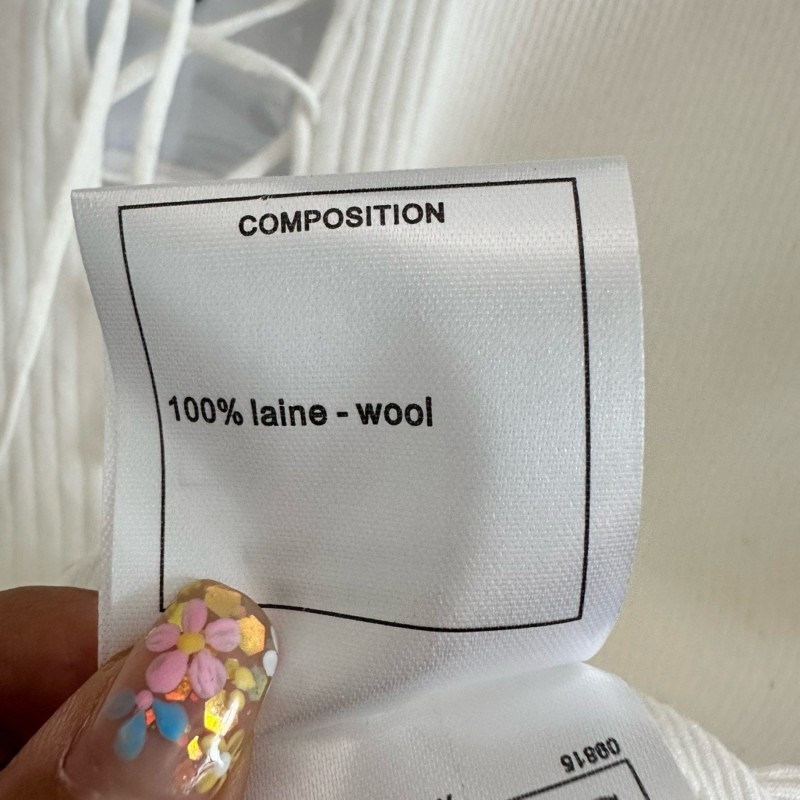 COMPOSITION
100% laine - wool
00815